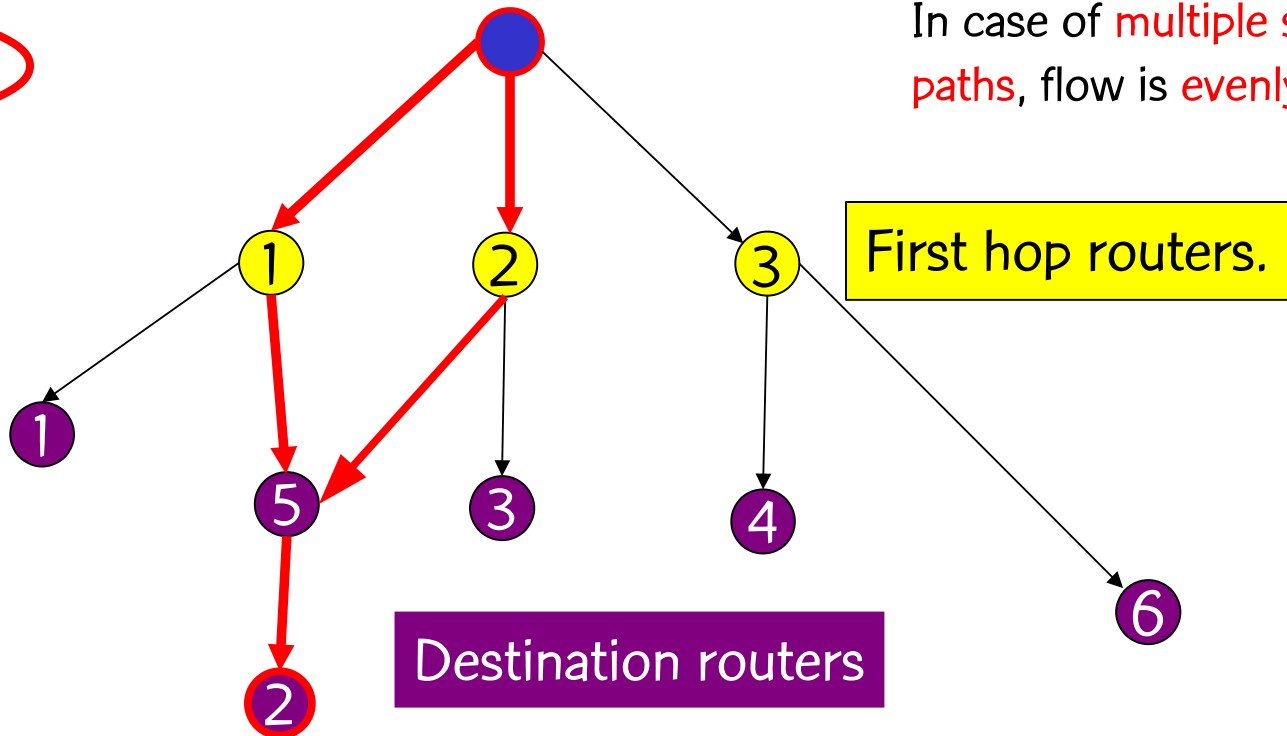 In case of multiple
paths, flow is evenly
1
2
3
First hop routers.
1
5
3
4
6
Destination routers
2